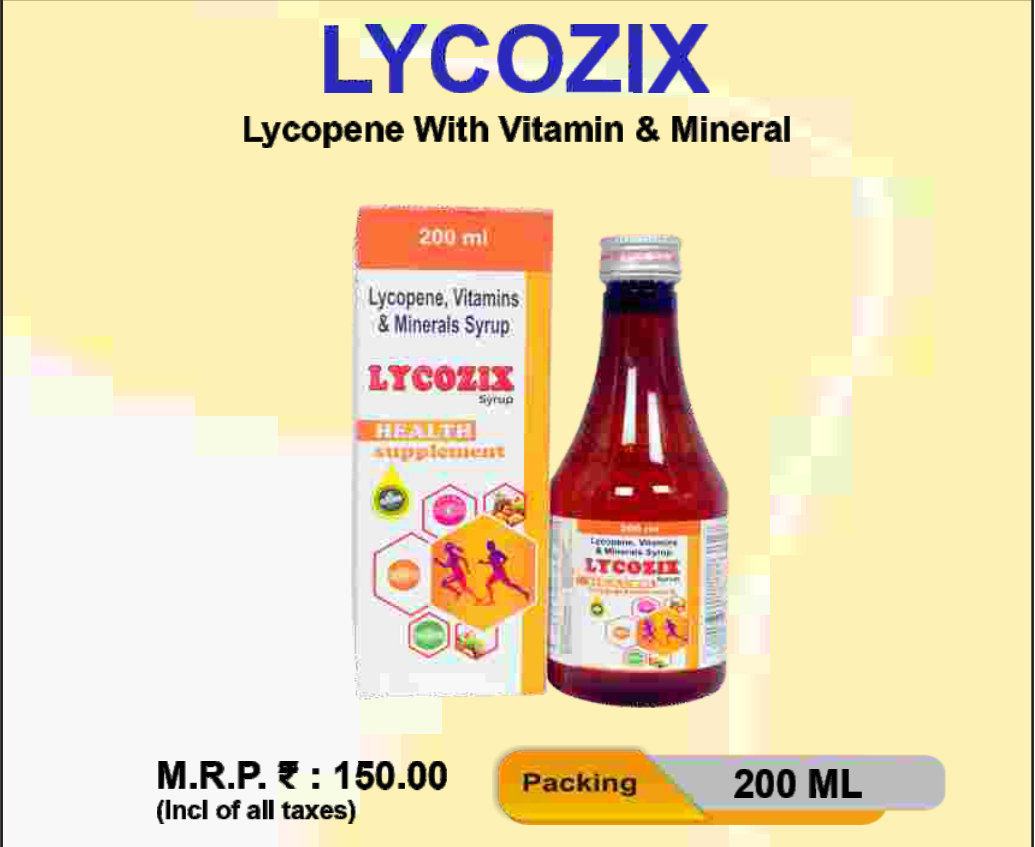 LYCOZIX
Lycopene With Vitamin & Mineral
200 ml
Lycopene, Vitamins
& Minerals Syrup
LYCOZIX
Syrup
HEALTH
supplement
200 ml
Lycopene, Vitamins
& Minerals Syrup
LYCOZIX
Syrup
M.R.P. ₹ : 150.00
(Incl of all taxes)
Packing
200 ML